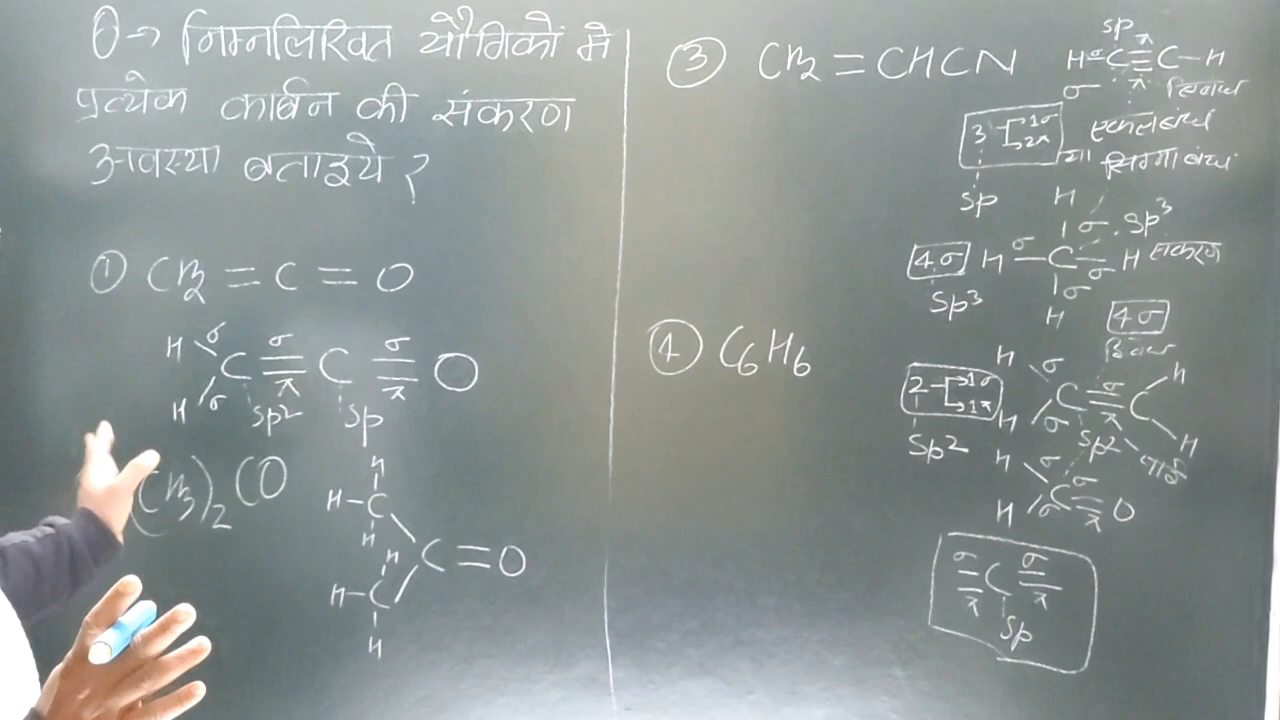 θ→ निम्नलिखित यौगिकों मे
प्रत्येक कार्बन की संकरण
अवस्था बताइये ?
① CH2 = C = O
H σ
C σ π C σ π O
H σ
sp2 sp
(CH3)2 CO
H
H-C
H
C=O
H
H-C
H
③ CH2 = CHCN
sp
H-σ C≡C-H
π
π
σ
3 → 1σ
2π
एकलबंध
या सिग्माबंध
sp
H
σ sp3
4σ H σ C σ H संकरण
sp3
σ
H
4σ
④ C6H6
2 → 1σ
1π
sp2
H σ H
C σ π C
H σ H
sp2 पाई
H σ
C σ π O
H σ
σ π C σ π
sp